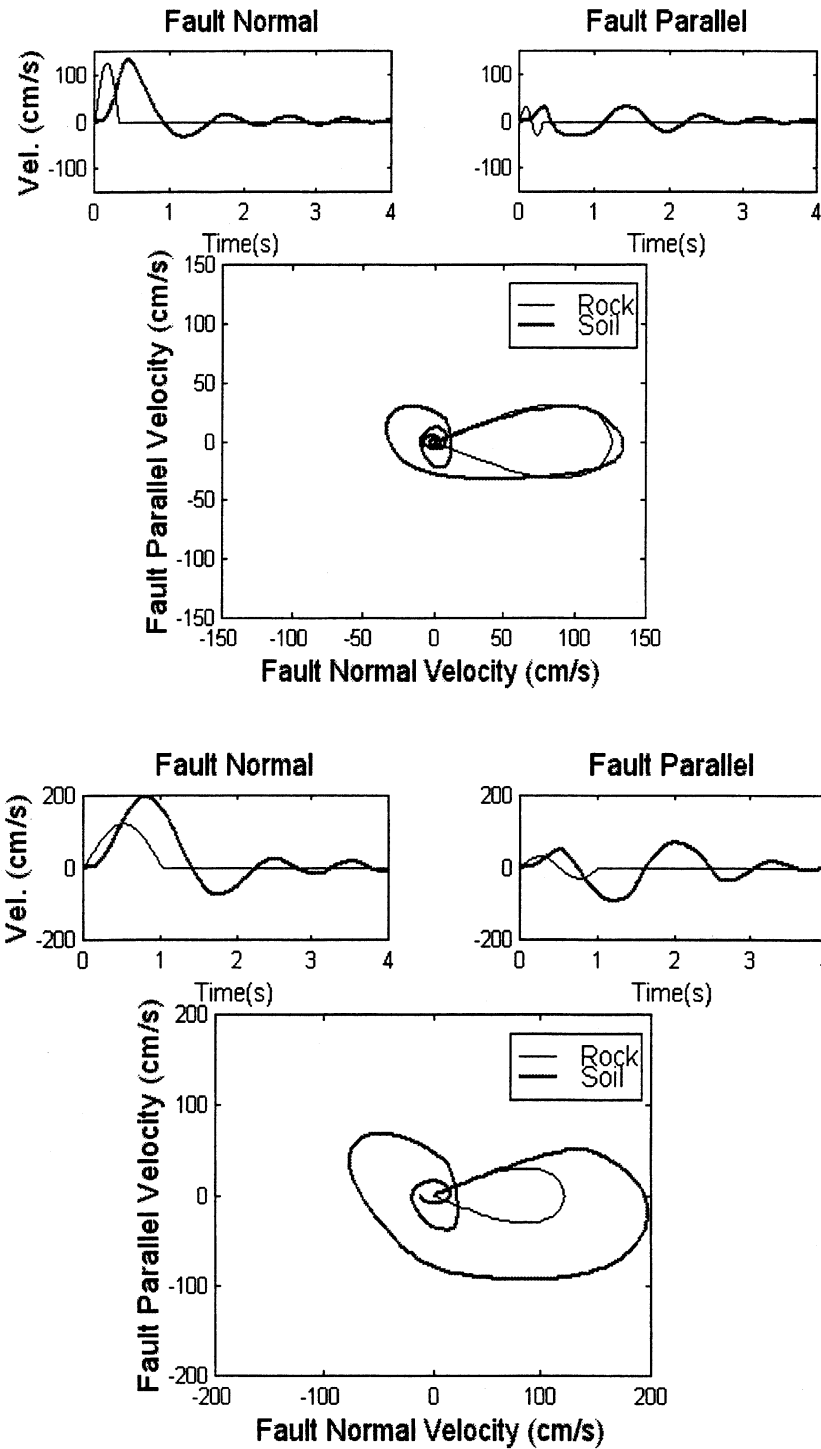 Fault Normal
Fault Parallel
Vel. (cm/s)
100
0
-100
0 1 2 3 4
Time(s)
100
0
-100
0 1 2 3 4
Time(s)
Fault Parallel Velocity (cm/s)
150
100
50
0
-50
-100
-150
-150 -100 -50 0 50 100 150
Fault Normal Velocity (cm/s)
Rock
Soil
Fault Normal
Fault Parallel
Vel. (cm/s)
200
0
-200
0 1 2 3 4
Time(s)
200
0
-200
0 1 2 3 4
Time(s)
Fault Parallel Velocity (cm/s)
200
100
0
-100
-200
-200 -100 0 100 200
Fault Normal Velocity (cm/s)
Rock
Soil